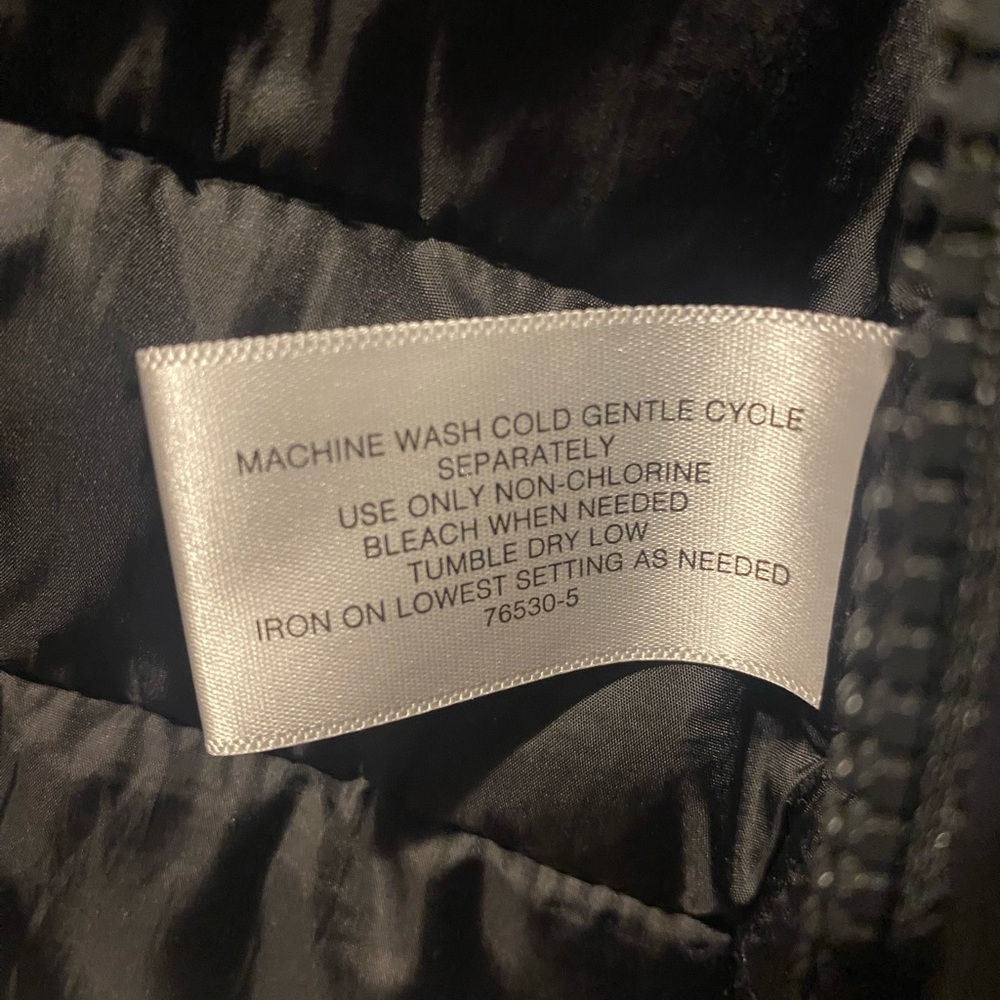 MACHINE WASH COLD GENTLE CYCLE
SEPARATELY
USE ONLY NON-CHLORINE
BLEACH WHEN NEEDED
TUMBLE DRY LOW
IRON ON LOWEST SETTING AS NEEDED
76530-5